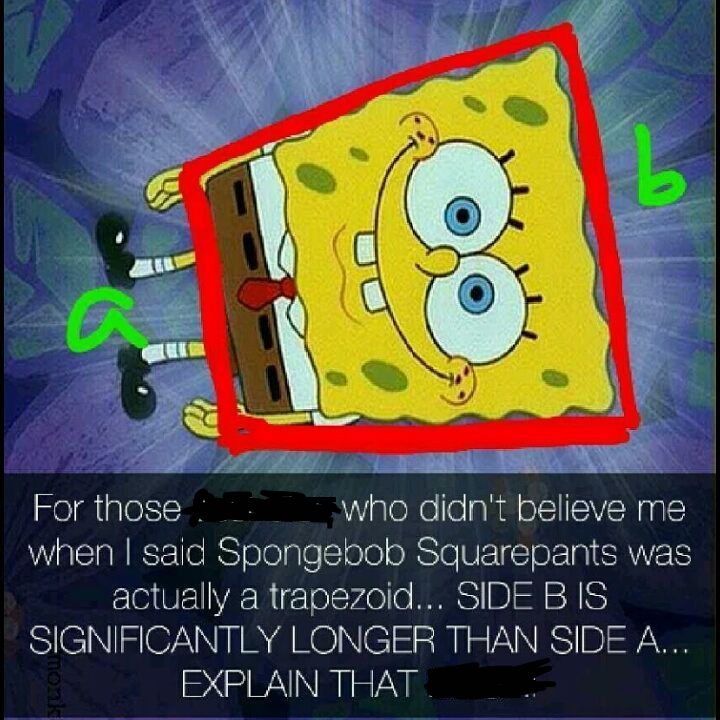 b
a
For those who didn't believe me
when I said Spongebob Squarepants was
actually a trapezoid... SIDE B IS
SIGNIFICANTLY LONGER THAN SIDE A...
EXPLAIN THAT